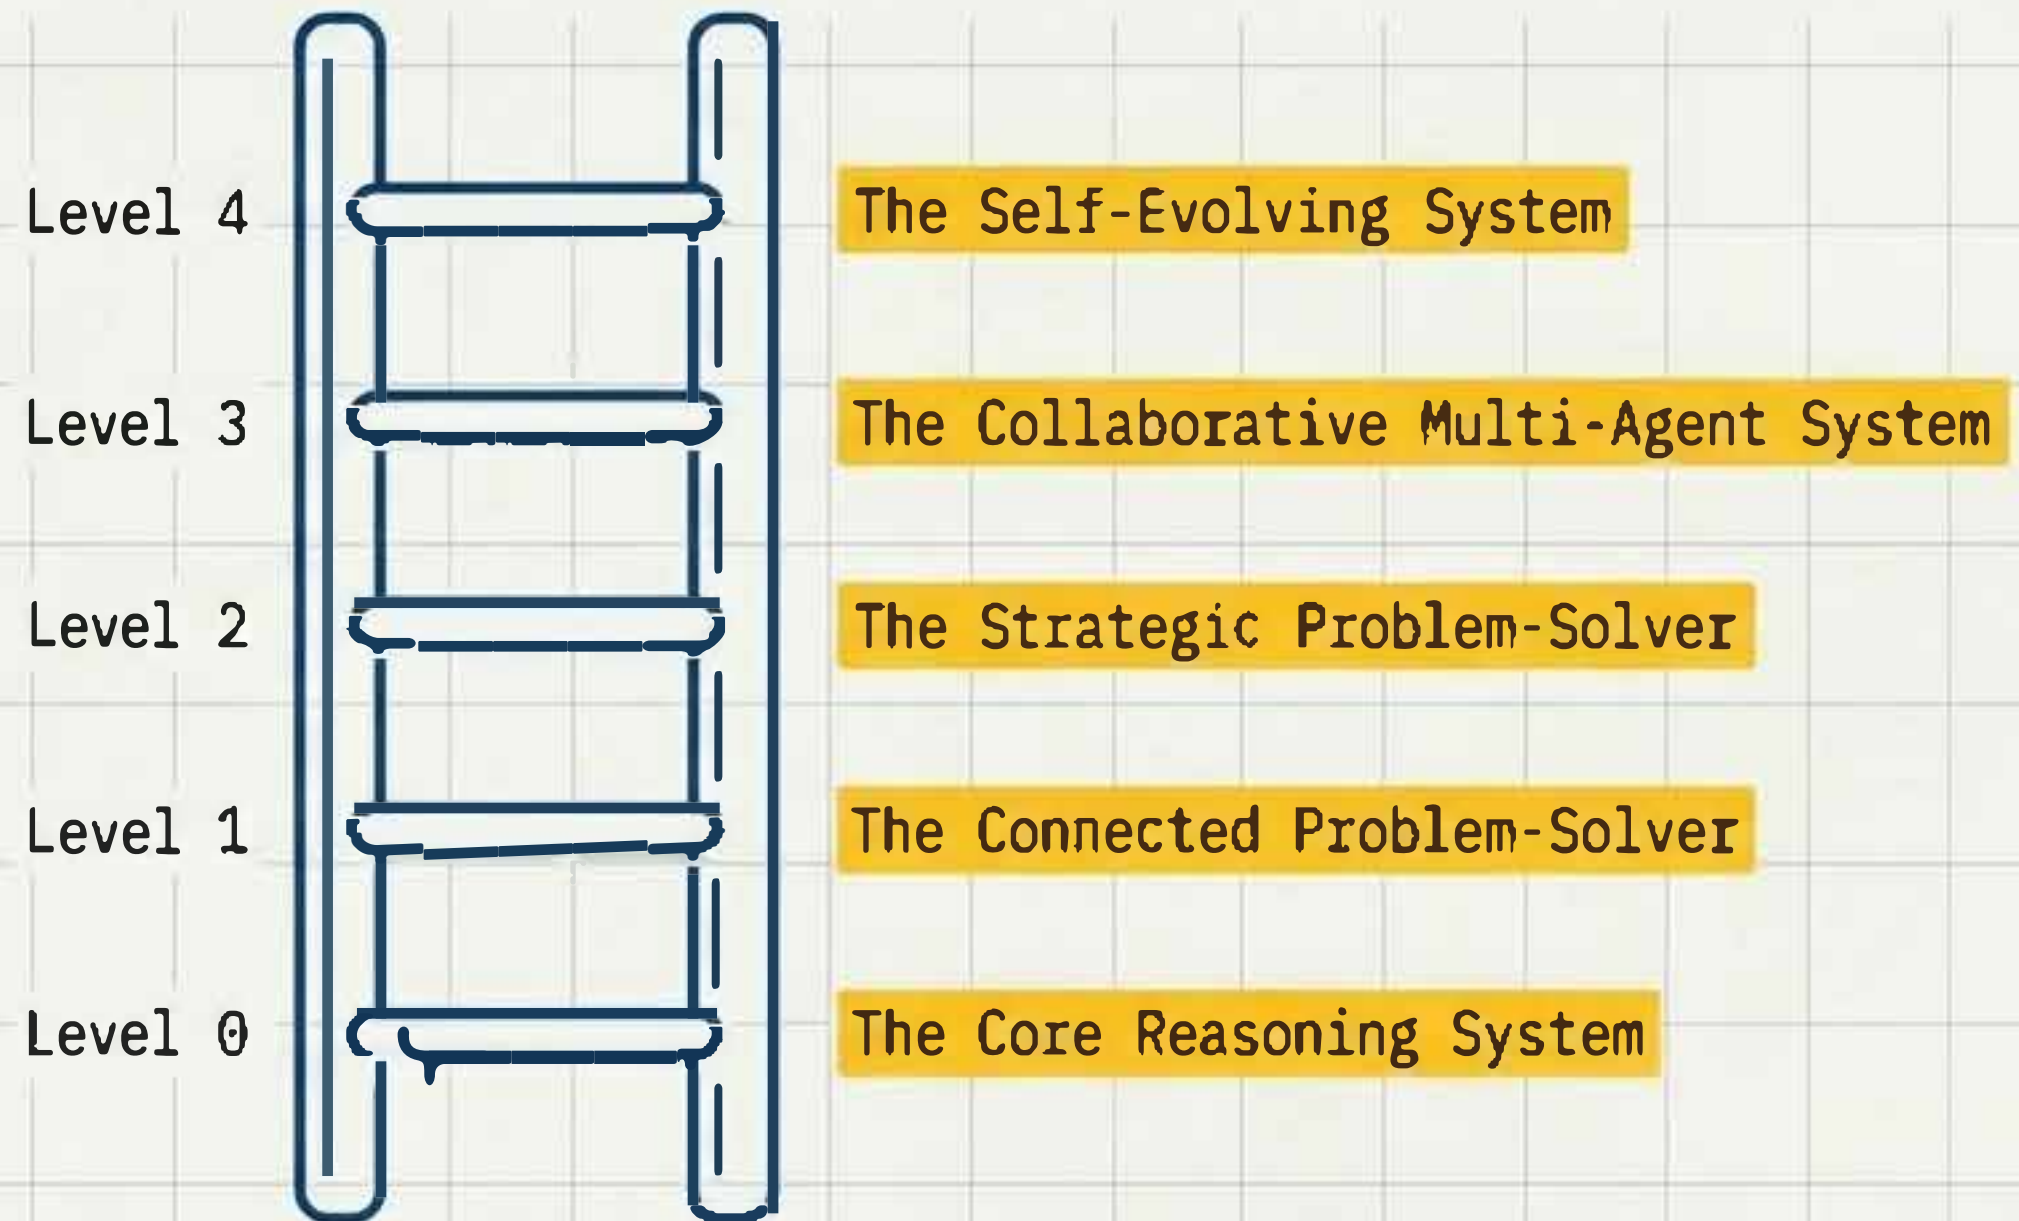 Level 4 The Self-Evolving System
Level 3 The Collaborative Multi-Agent System
Level 2 The Strategic Problem-Solver
Level 1 The Connected Problem-Solver
Level 0 The Core Reasoning System